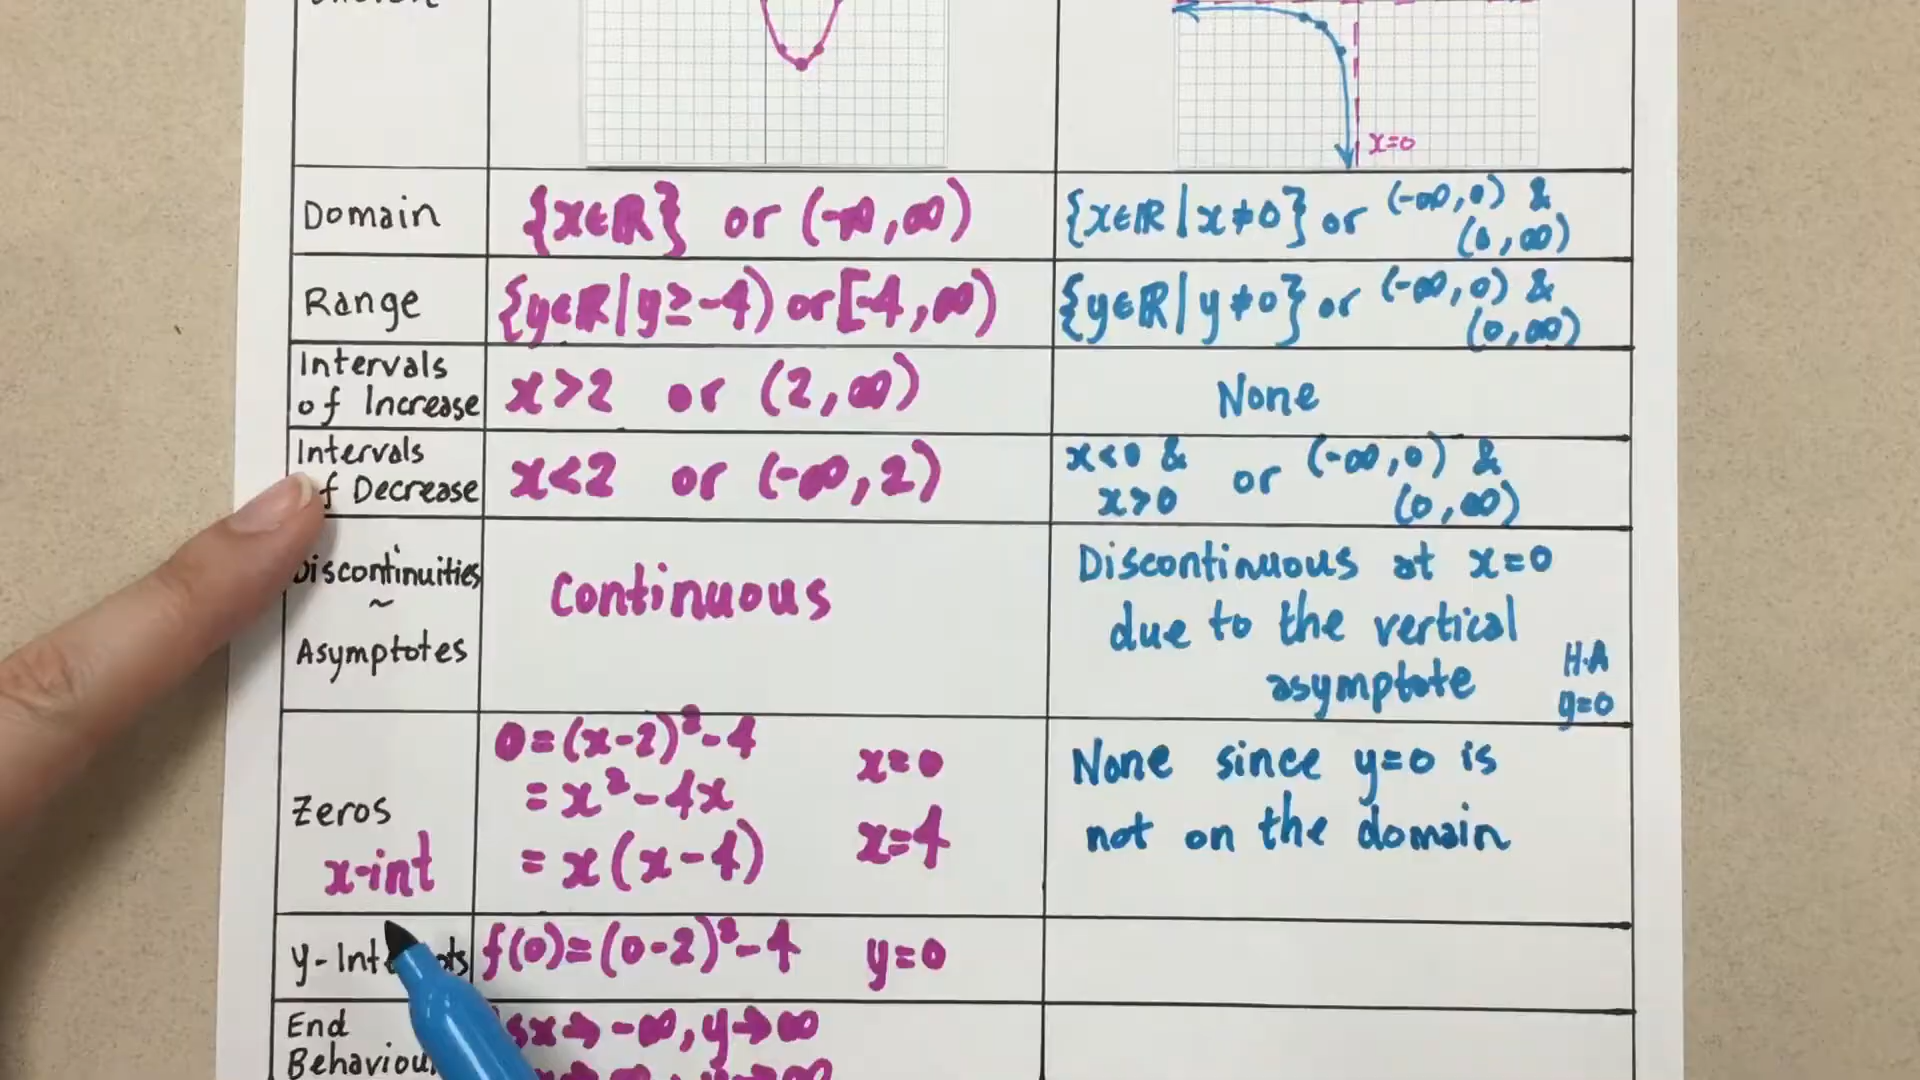 x=0
Domain
{x∈ℝ} or (-∞,∞)
{x∈ℝ | x≠0} or (-∞,0) &
(0,∞)
Range
{y∈ℝ | y≥-4) or [-4,∞)
{y∈ℝ | y≠0} or (-∞,0) &
(0,∞)
Intervals
of Increase
x>2 or (2,∞)
None
Intervals
of Decrease
x<2 or (-∞,2)
x<0 &
x>0
or (-∞,0) &
(0,∞)
Discontinuities
~
Asymptotes
Continuous
Discontinuous at x=0
due to the vertical
asymptote
H.A
y=0
Zeros
x-int
0=(x-2)²-4
= x²-4x
= x(x-4)
x=0
x=4
None since y=0 is
not on the domain
y-Int
f(0)=(0-2)²-4 y=0
End
Behaviou
x→-∞, y→∞